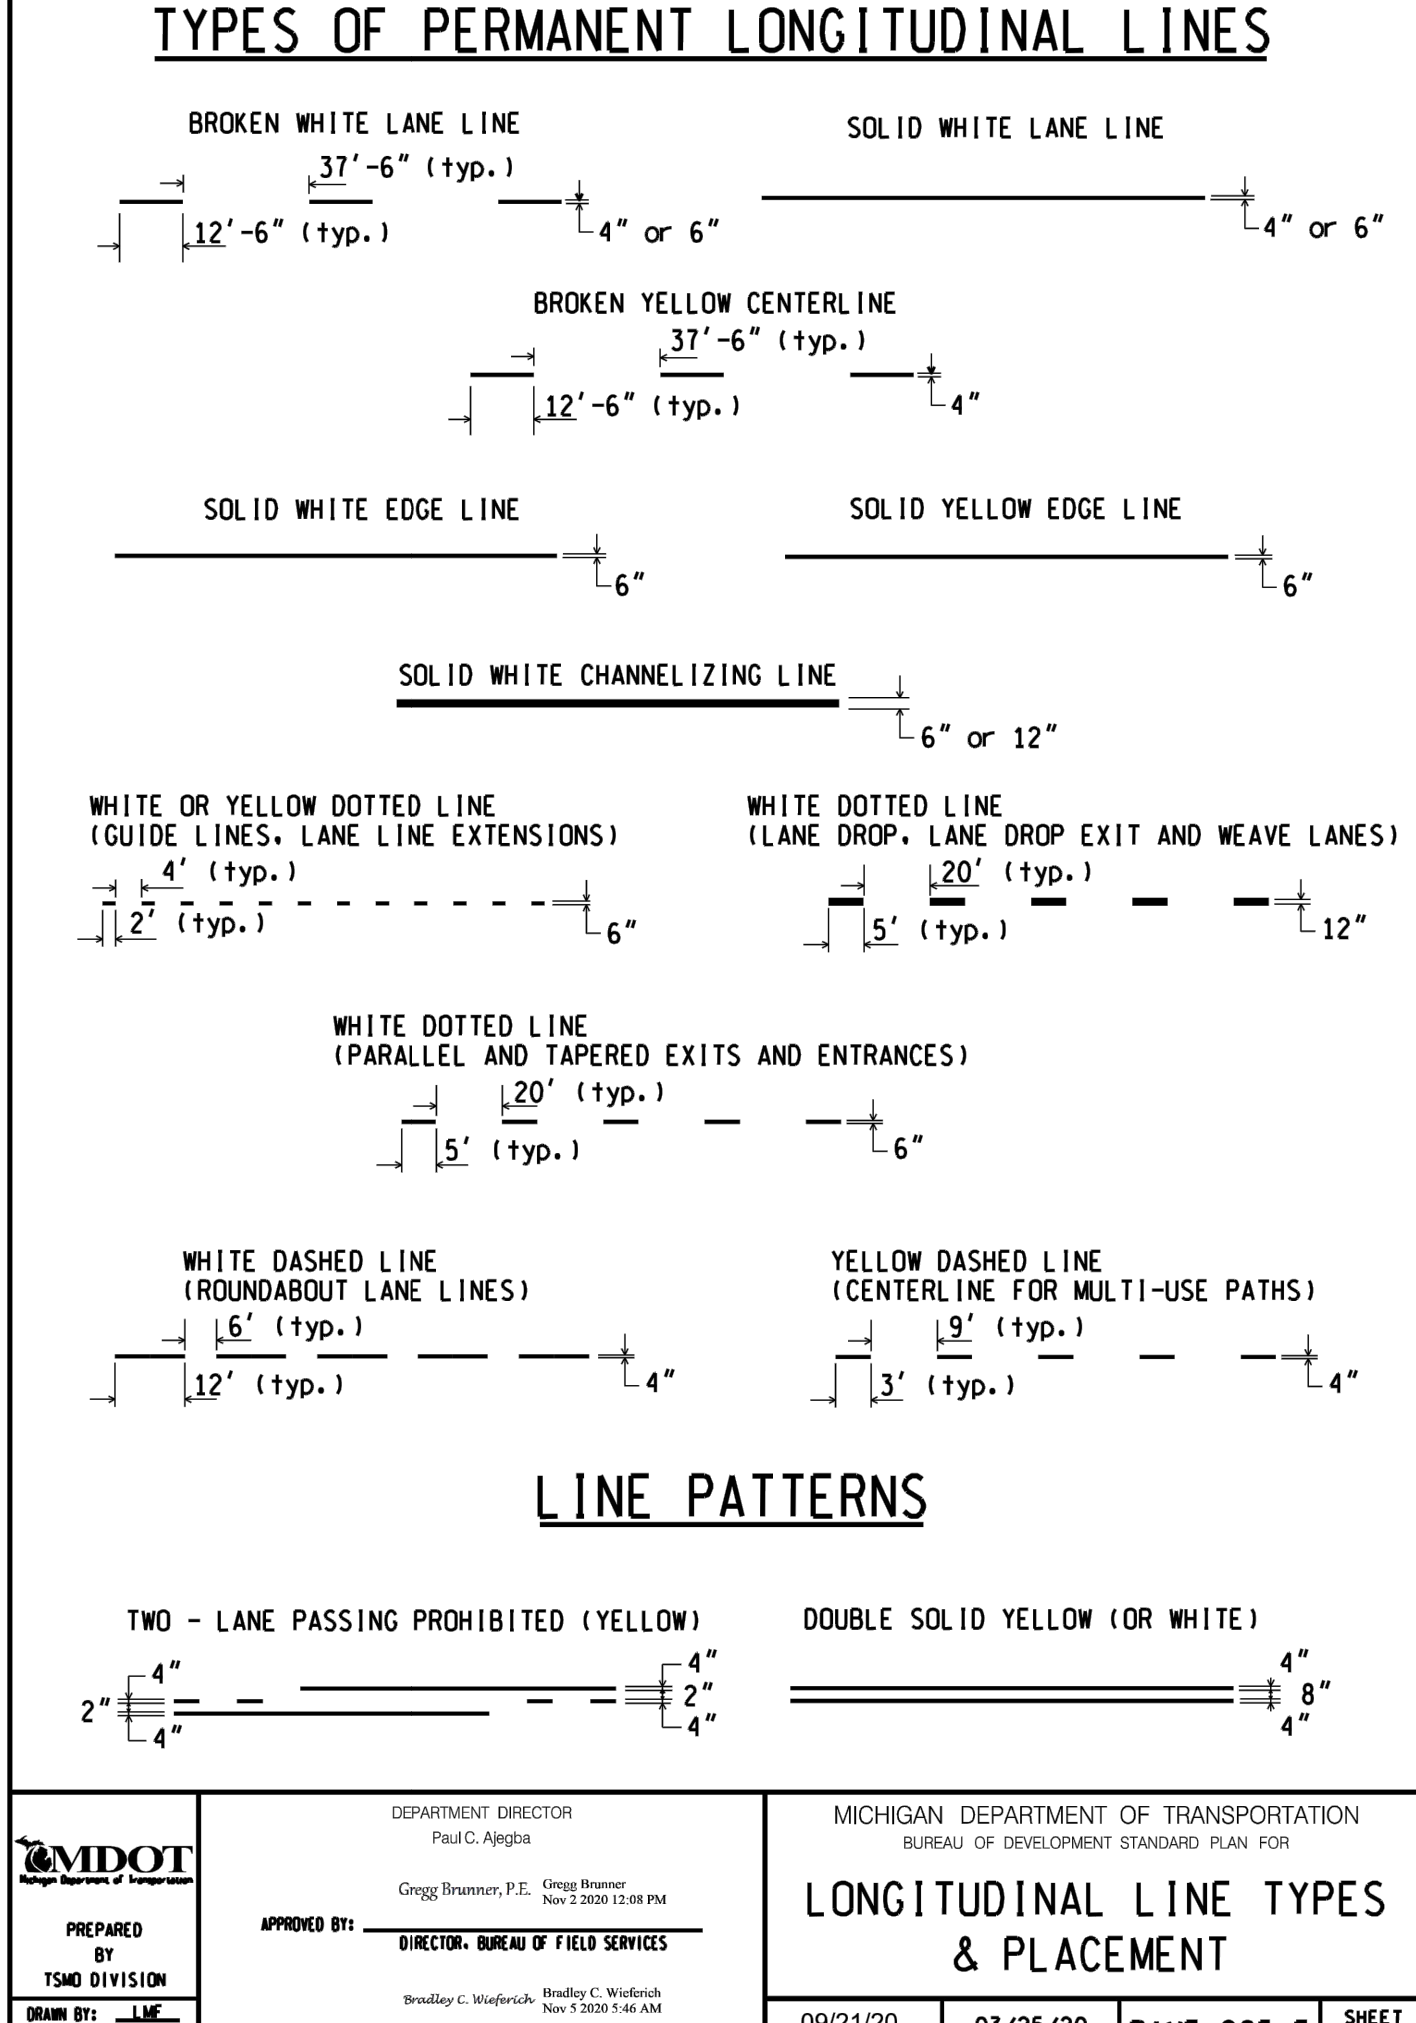 TYPES OF PERMANENT LONGITUDINAL LINES
BROKEN WHITE LANE LINE
37'-6" (typ.)
12'-6" (typ.)
4" or 6"
SOLID WHITE LANE LINE
4" or 6"
BROKEN YELLOW CENTERLINE
37'-6" (typ.)
12'-6" (typ.)
4"
SOLID WHITE EDGE LINE
6"
SOLID YELLOW EDGE LINE
6"
SOLID WHITE CHANNELIZING LINE
6" or 12"
WHITE OR YELLOW DOTTED LINE
(GUIDE LINES, LANE LINE EXTENSIONS)
4' (typ.)
2' (typ.)
6"
WHITE DOTTED LINE
(LANE DROP, LANE DROP EXIT AND WEAVE LANES)
20' (typ.)
5' (typ.)
12"
WHITE DOTTED LINE
(PARALLEL AND TAPERED EXITS AND ENTRANCES)
20' (typ.)
5' (typ.)
6"
WHITE DASHED LINE
(ROUNDABOUT LANE LINES)
6' (typ.)
12' (typ.)
4"
YELLOW DASHED LINE
(CENTERLINE FOR MULTI-USE PATHS)
9' (typ.)
3' (typ.)
4"
LINE PATTERNS
TWO - LANE PASSING PROHIBITED (YELLOW)
4"
2"
4"
4"
2"
4"
DOUBLE SOLID YELLOW (OR WHITE)
4"
8"
4"
MDOT
Michigan Department of Transportation
PREPARED
BY
TSMO DIVISION
DRAWN BY: LMF
DEPARTMENT DIRECTOR
Paul C. Ajegba
Gregg Brunner, P.E.
Gregg Brunner
Nov 2 2020 12:08 PM
APPROVED BY:
DIRECTOR, BUREAU OF FIELD SERVICES
Bradley C. Wieferich
Bradley C. Wieferich
Nov 5 2020 5:46 AM
MICHIGAN DEPARTMENT OF TRANSPORTATION
BUREAU OF DEVELOPMENT STANDARD PLAN FOR
LONGITUDINAL LINE TYPES
& PLACEMENT
09/21/20
SHEET